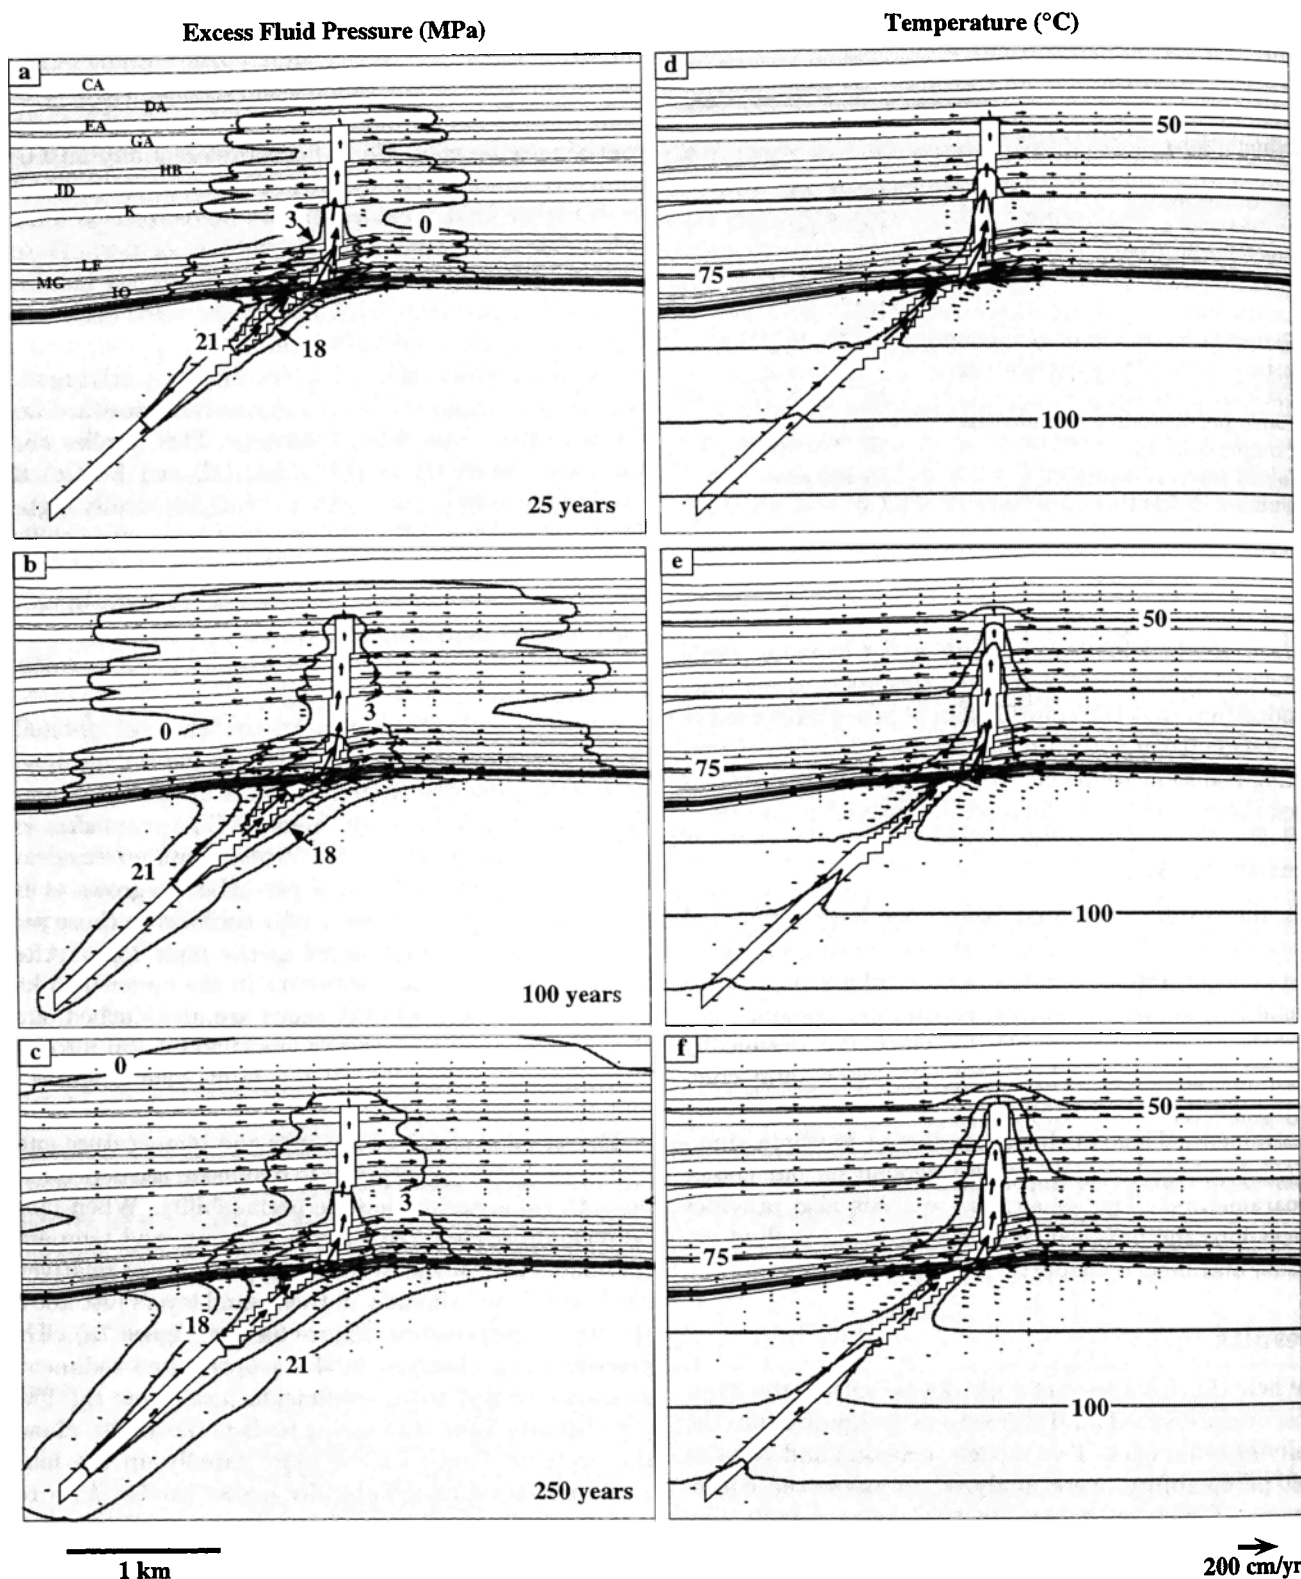 Excess Fluid Pressure (MPa)
Temperature (°C)
a
CA
DA
EA
GA
HB
JD
K
LF
MG
IO
3
0
21
18
25 years
d
50
75
100
b
0
3
21
18
100 years
e
50
75
100
c
0
3
18
21
250 years
f
50
75
100
1 km
200 cm/yr